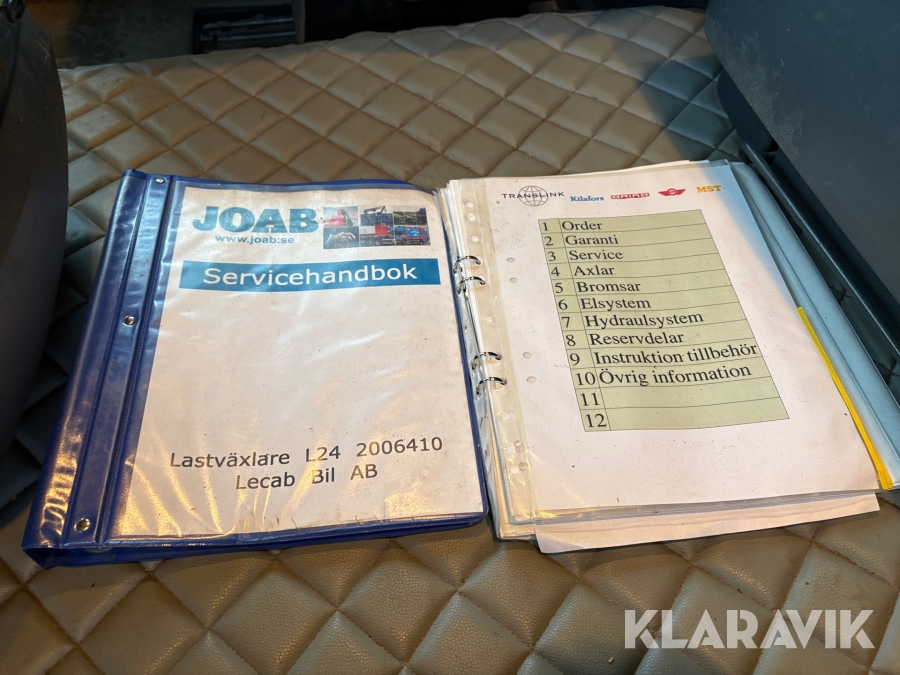 JOAB
www.joab.se
Servicehandbok
Lastväxlare L24 2006410
Lecab Bil AB
TRANSLINK
Kilafors
MST
1 Order
2 Garanti
3 Service
4 Axlar
5 Bromsar
6 Elsystem
7 Hydraulsystem
8 Reservdelar
9 Instruktion tillbehör
10 Övrig information
11
12
KLARAVIK